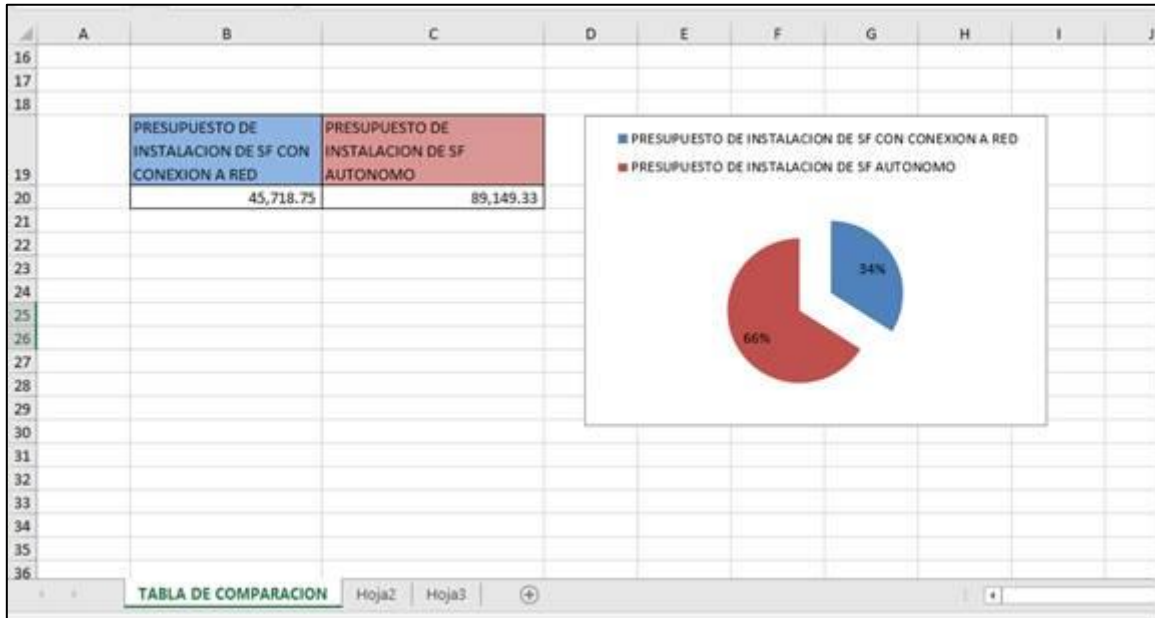 A B C D E F G H I J
16
17
18
PRESUPUESTO DE
INSTALACION DE SF CON
CONEXION A RED
PRESUPUESTO DE
INSTALACION DE SF
AUTONOMO
19
20 45,718.75 89,149.33
PRESUPUESTO DE INSTALACION DE SF CON CONEXION A RED
PRESUPUESTO DE INSTALACION DE SF AUTONOMO
34%
66%
21
22
23
24
25
26
27
28
29
30
31
32
33
34
35
36
TABLA DE COMPARACION Hoja2 Hoja3